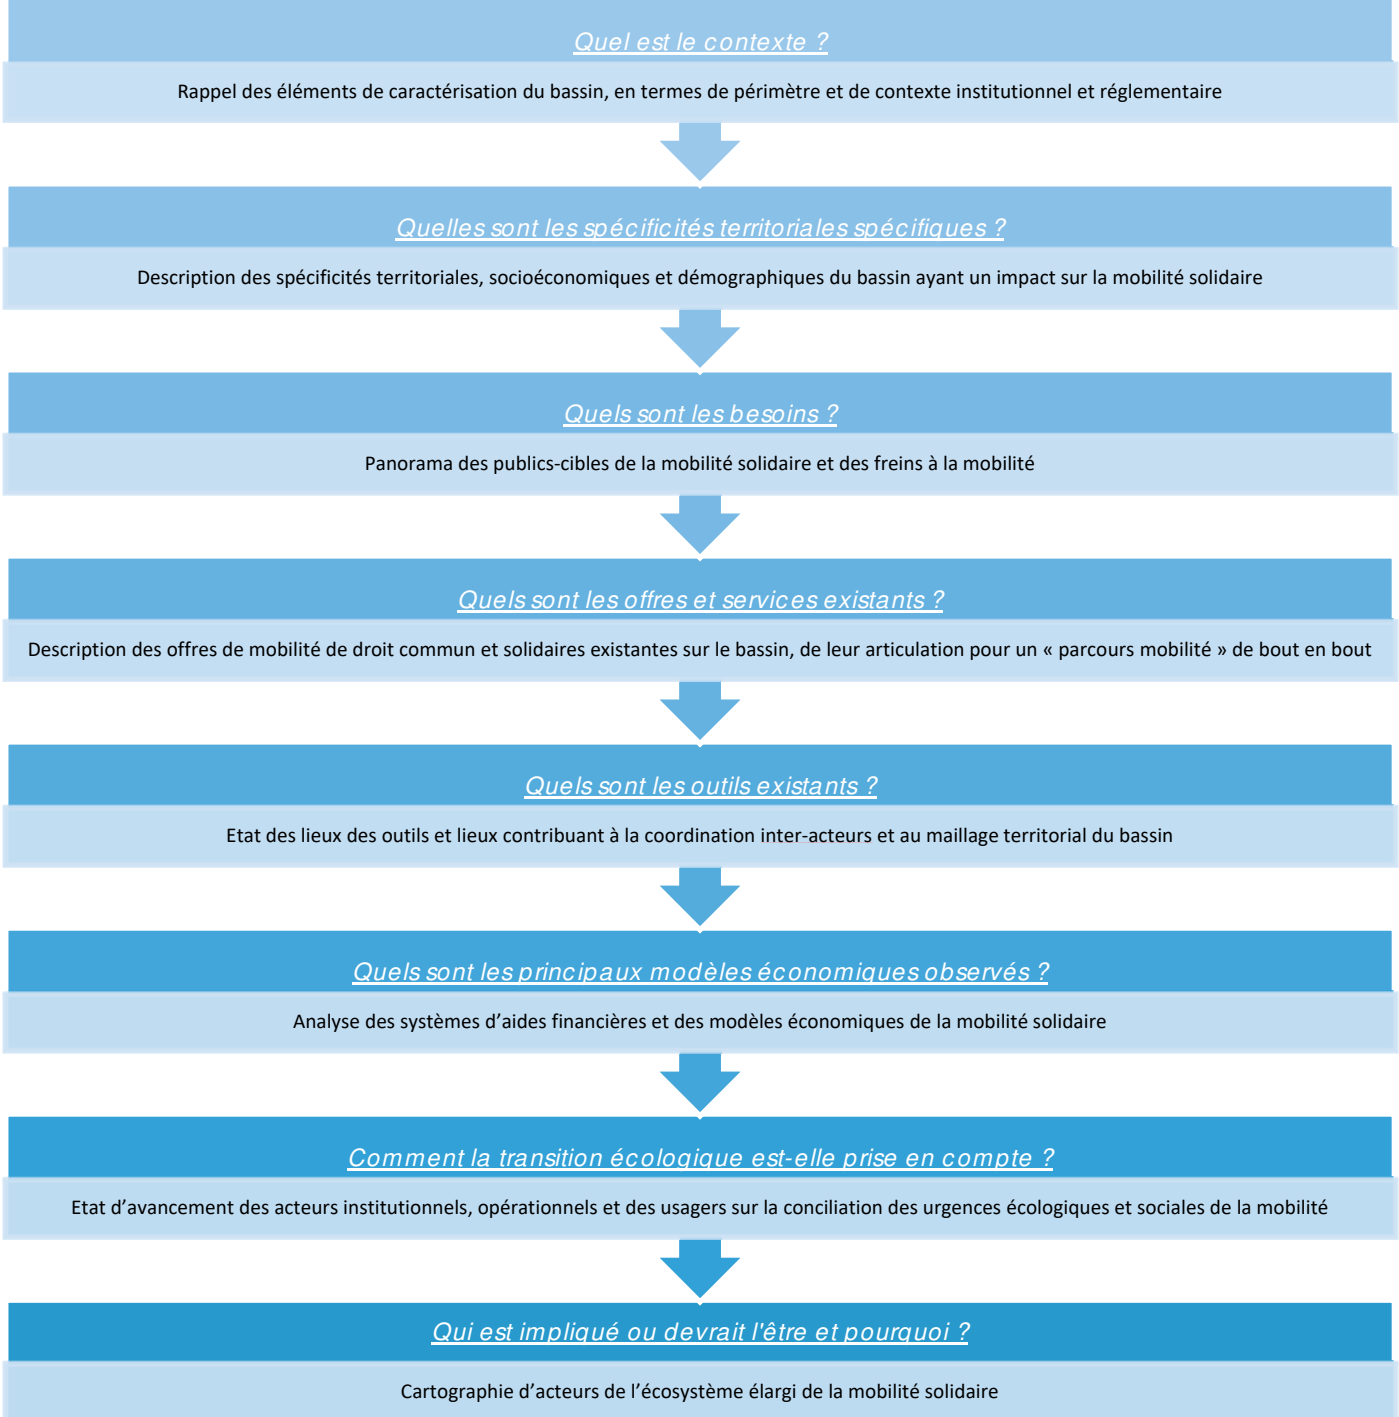 Quel est le contexte ?
Rappel des éléments de caractérisation du bassin, en termes de périmètre et de contexte institutionnel et réglementaire
Quelles sont les spécificités territoriales spécifiques ?
Description des spécificités territoriales, socioéconomiques et démographiques du bassin ayant un impact sur la mobilité solidaire
Quels sont les besoins ?
Panorama des publics-cibles de la mobilité solidaire et des freins à la mobilité
Quels sont les offres et services existants ?
Description des offres de mobilité de droit commun et solidaires existantes sur le bassin, de leur articulation pour un « parcours mobilité » de bout en bout
Quels sont les outils existants ?
Etat des lieux des outils et lieux contribuant à la coordination inter-acteurs et au maillage territorial du bassin
Quels sont les principaux modèles économiques observés ?
Analyse des systèmes d’aides financières et des modèles économiques de la mobilité solidaire
Comment la transition écologique est-elle prise en compte ?
Etat d’avancement des acteurs institutionnels, opérationnels et des usagers sur la conciliation des urgences écologiques et sociales de la mobilité
Qui est impliqué ou devrait l'être et pourquoi ?
Cartographie d’acteurs de l’écosystème élargi de la mobilité solidaire